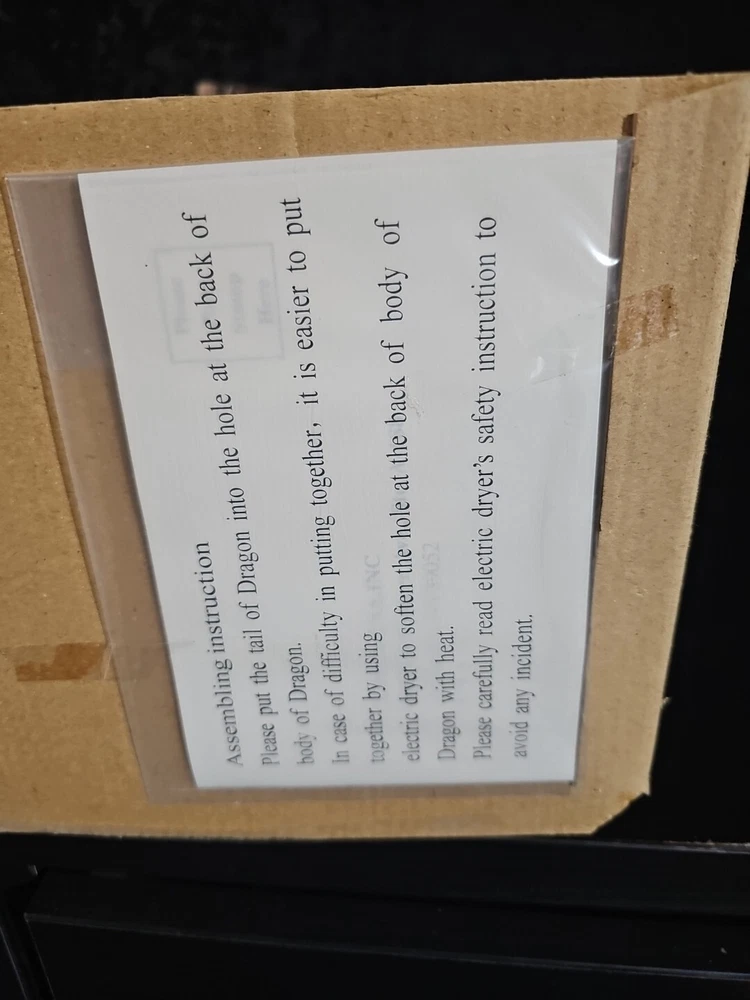 Assembling instruction
Please put the tail of Dragon into the hole at the back of
body of Dragon.
In case of difficulty in putting together, it is easier to put
together by using
electric dryer to soften the hole at the back of body of
Dragon with heat.
Please carefully read electric dryer's safety instruction to
avoid any incident.